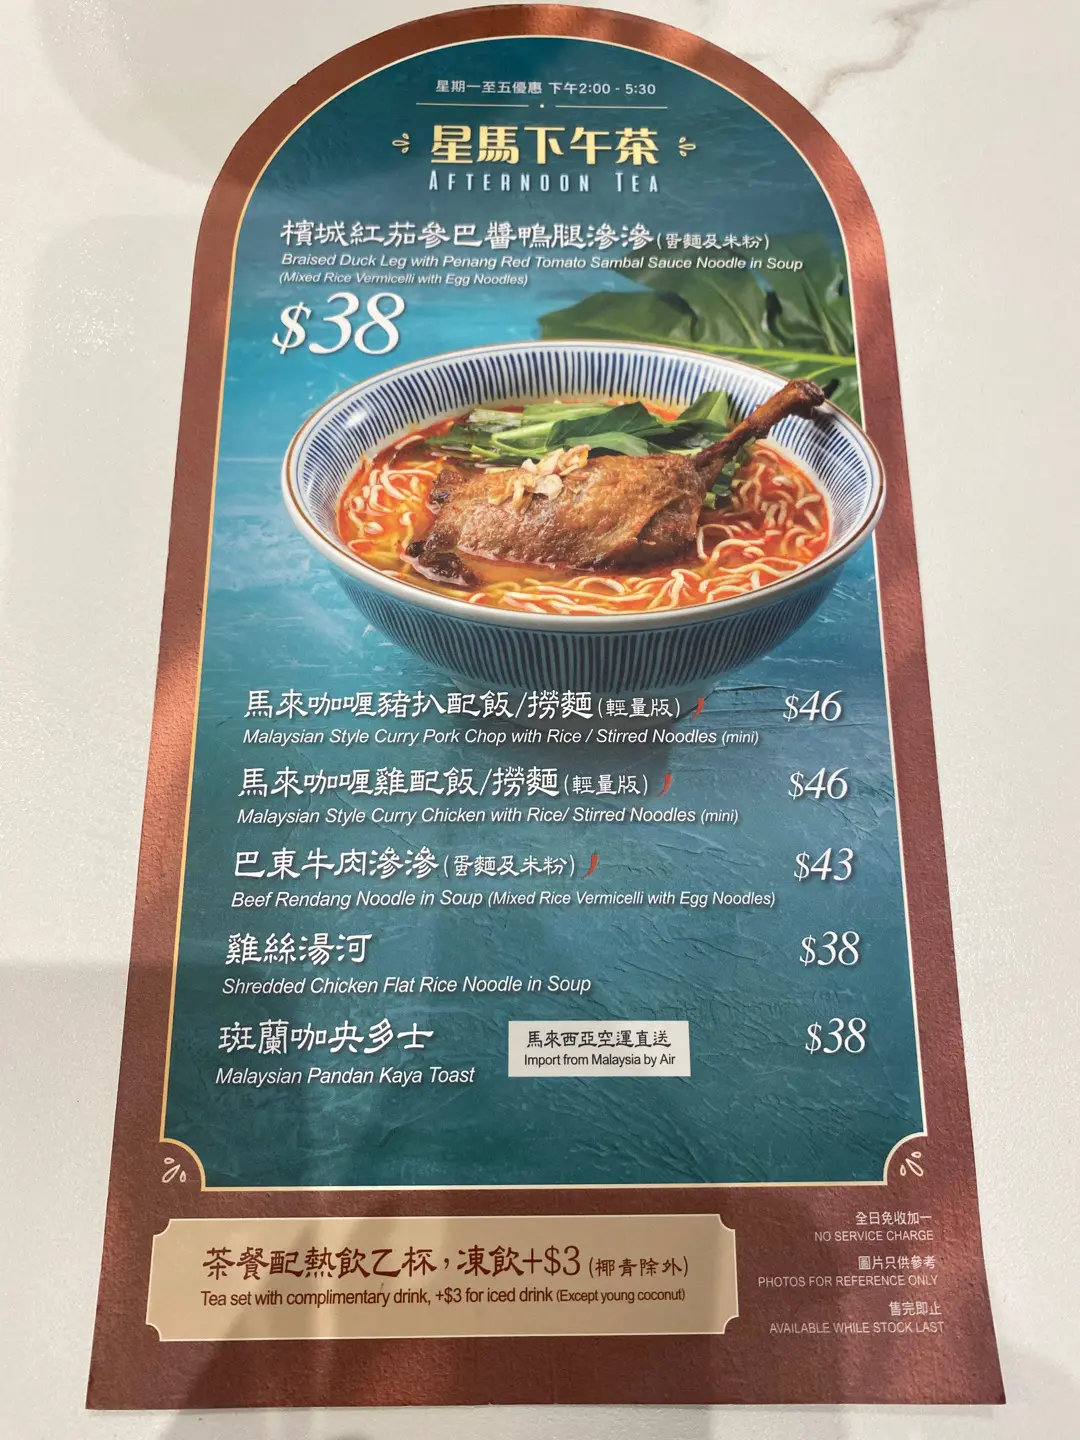 星期一至五優惠 下午2:00 - 5:30
星馬下午茶
AFTERNOON TEA
檳城紅茄參巴醬鴨腿滲滲(蛋麵及米粉)
Braised Duck Leg with Penang Red Tomato Sambal Sauce Noodle in Soup
(Mixed Rice Vermicelli with Egg Noodles)
$38
馬來咖喱豬扒配飯/撈麵(輕量版) $46
Malaysian Style Curry Pork Chop with Rice / Stirred Noodles (mini)
馬來咖喱雞配飯/撈麵(輕量版) $46
Malaysian Style Curry Chicken with Rice/ Stirred Noodles (mini)
巴東牛肉滲滲(蛋麵及米粉) $43
Beef Rendang Noodle in Soup (Mixed Rice Vermicelli with Egg Noodles)
雞絲湯河 $38
Shredded Chicken Flat Rice Noodle in Soup
斑蘭咖央多士 $38
Malaysian Pandan Kaya Toast
馬來西亞空運直送
Import from Malaysia by Air
茶餐配熱飲乙杯，凍飲+$3 (椰青除外)
Tea set with complimentary drink, +$3 for iced drink (Except young coconut)
全日免收加一
NO SERVICE CHARGE
圖片只供參考
PHOTOS FOR REFERENCE ONLY
售完即止
AVAILABLE WHILE STOCK LAST